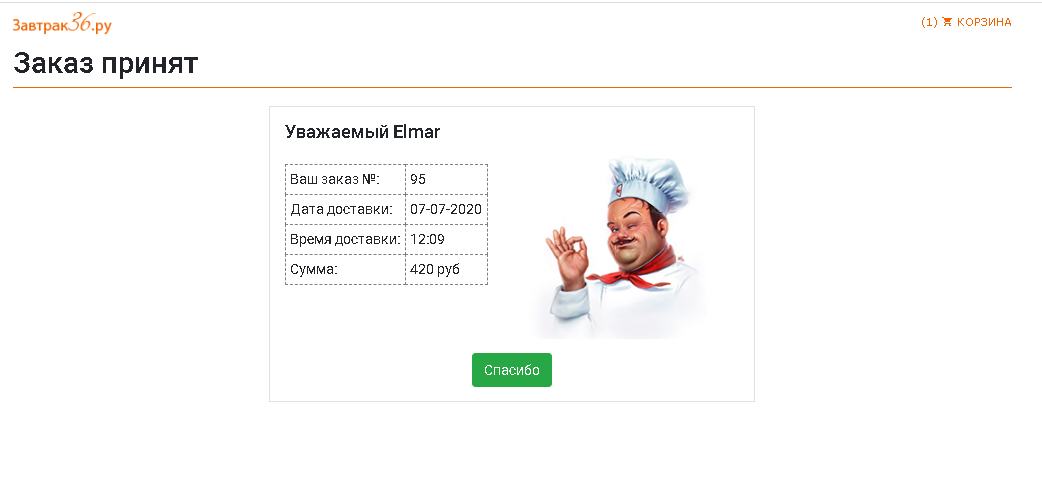 Завтрак36.ру
(1) КОРЗИНА
Заказ принят
Уважаемый Elmar
Ваш заказ №: 95
Дата доставки: 07-07-2020
Время доставки: 12:09
Сумма: 420 руб
Спасибо